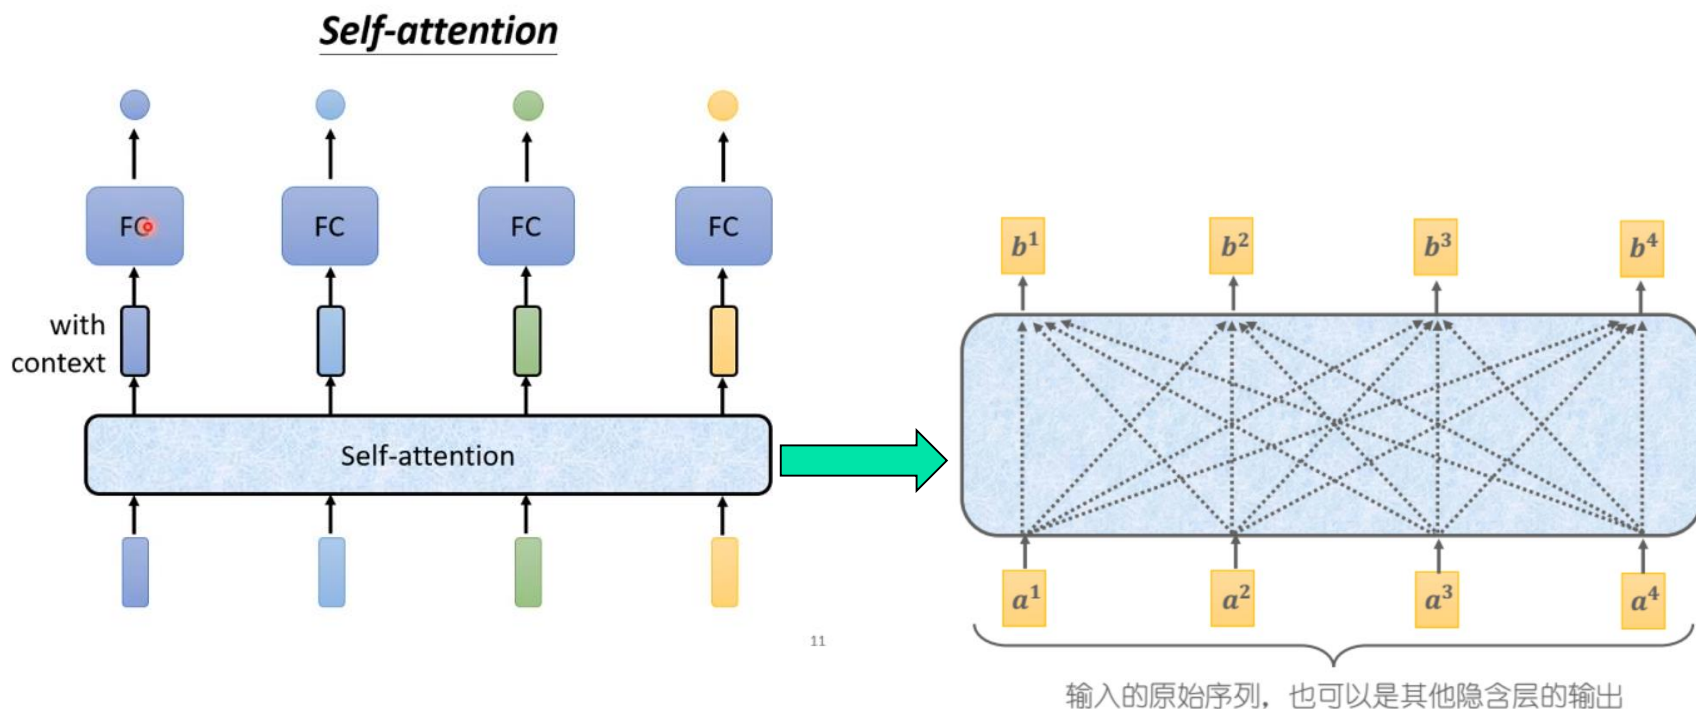 Self-attention
FC FC FC FC
with
context
Self-attention
11
b¹ b² b³ b⁴
a¹ a² a³ a⁴
输入的原始序列，也可以是其他隐含层的输出